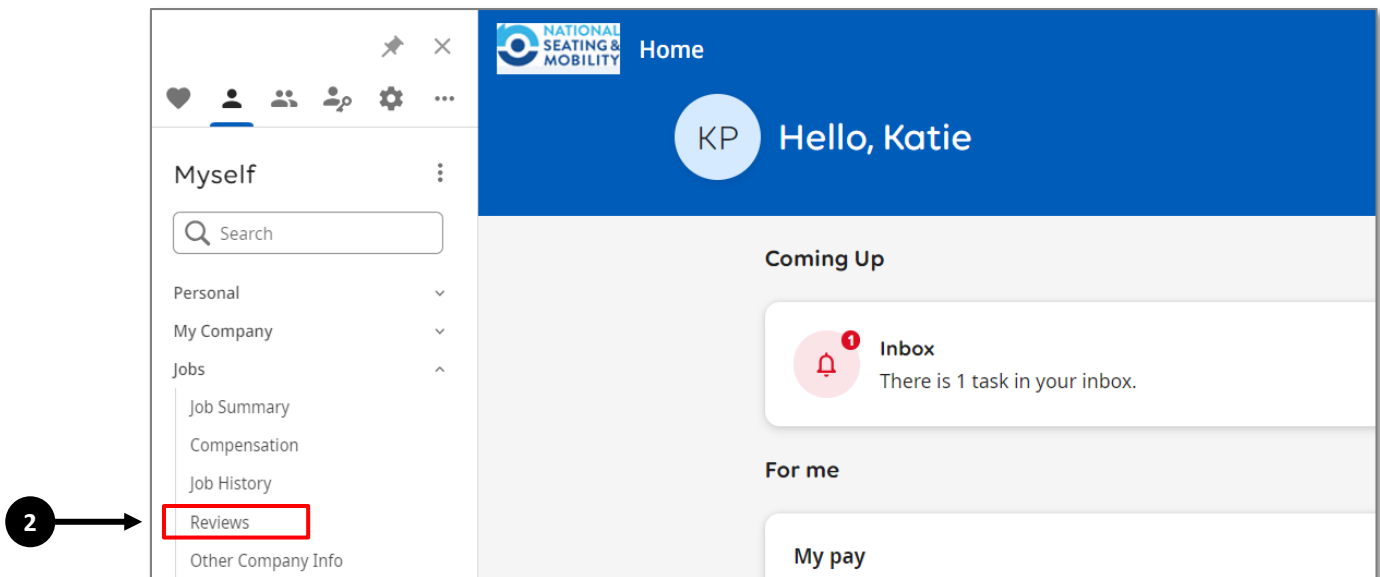 NATIONAL
SEATING &
MOBILITY
Home
KP
Hello, Katie
Myself
Search
Personal
My Company
Jobs
Job Summary
Compensation
Job History
Reviews
Other Company Info
2
Coming Up
1
Inbox
There is 1 task in your inbox.
For me
My pay